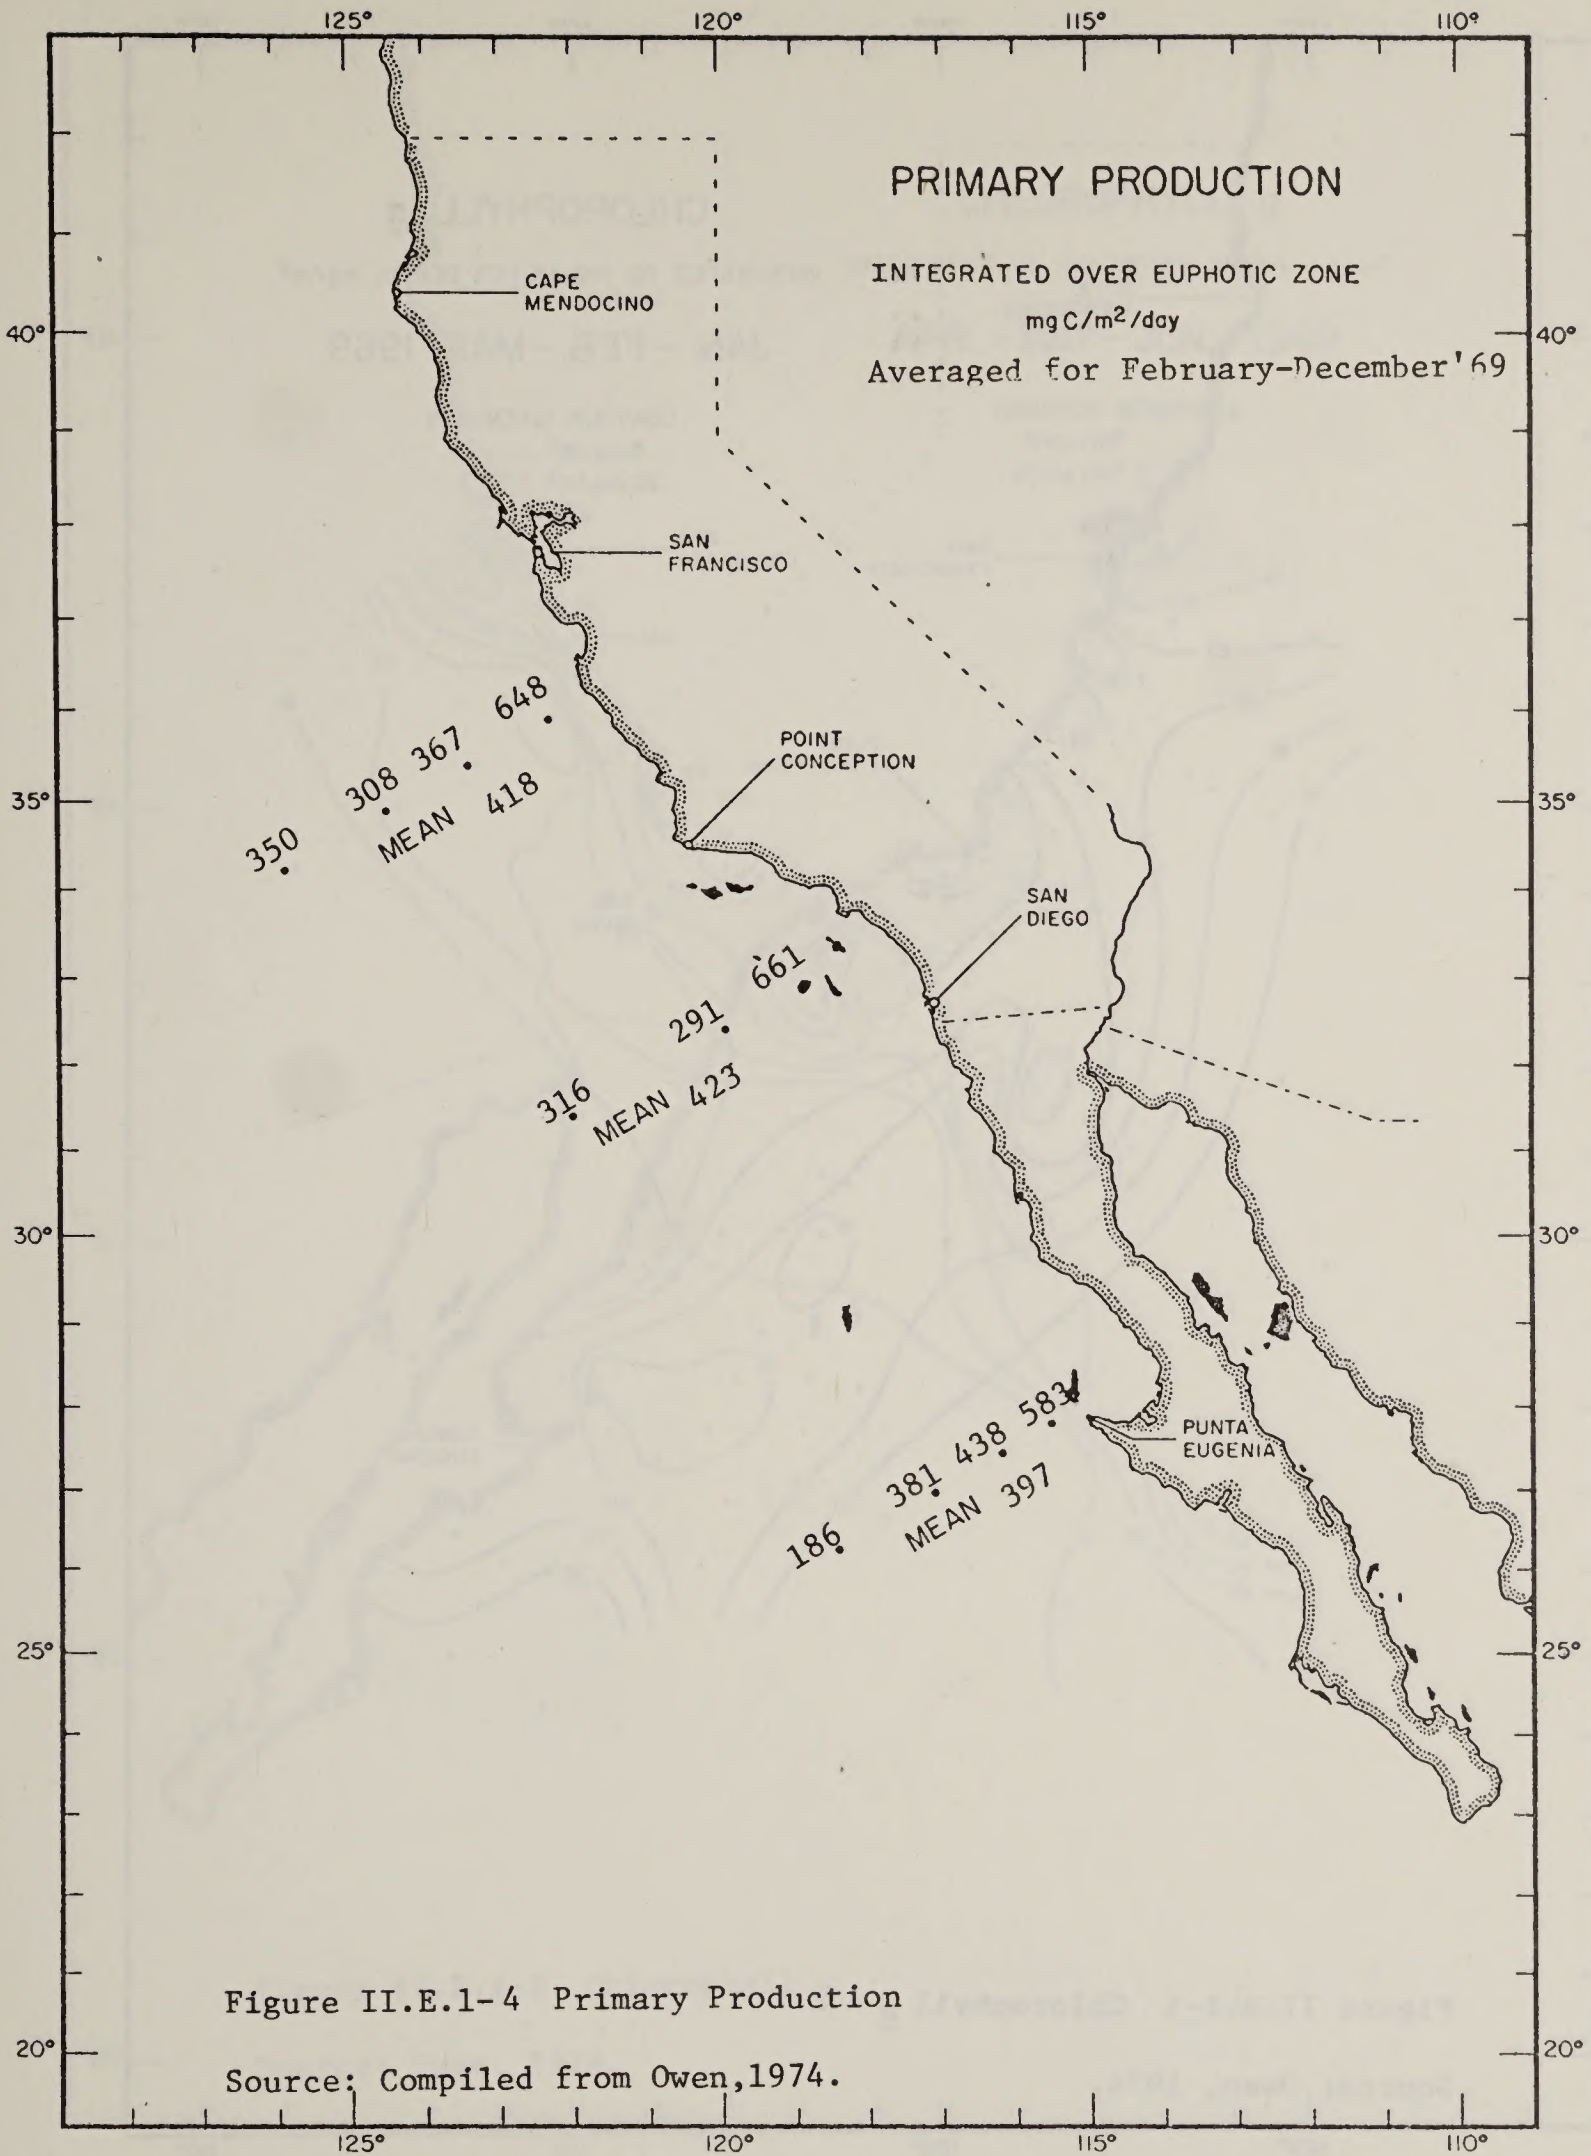 125° 120° 115° 110°
PRIMARY PRODUCTION
INTEGRATED OVER EUPHOTIC ZONE
mg C/m²/day
Averaged for February-December'69
CAPE
MENDOCINO
40° 40°
SAN
FRANCISCO
648
367
308
350
MEAN 418
POINT
CONCEPTION
35° 35°
SAN
DIEGO
661
291
316
MEAN 423
30° 30°
583
438
381
186
MEAN 397
PUNTA
EUGENIA
25° 25°
Figure II.E.1-4 Primary Production
20° 20°
Source: Compiled from Owen,1974.
125° 120° 115° 110°